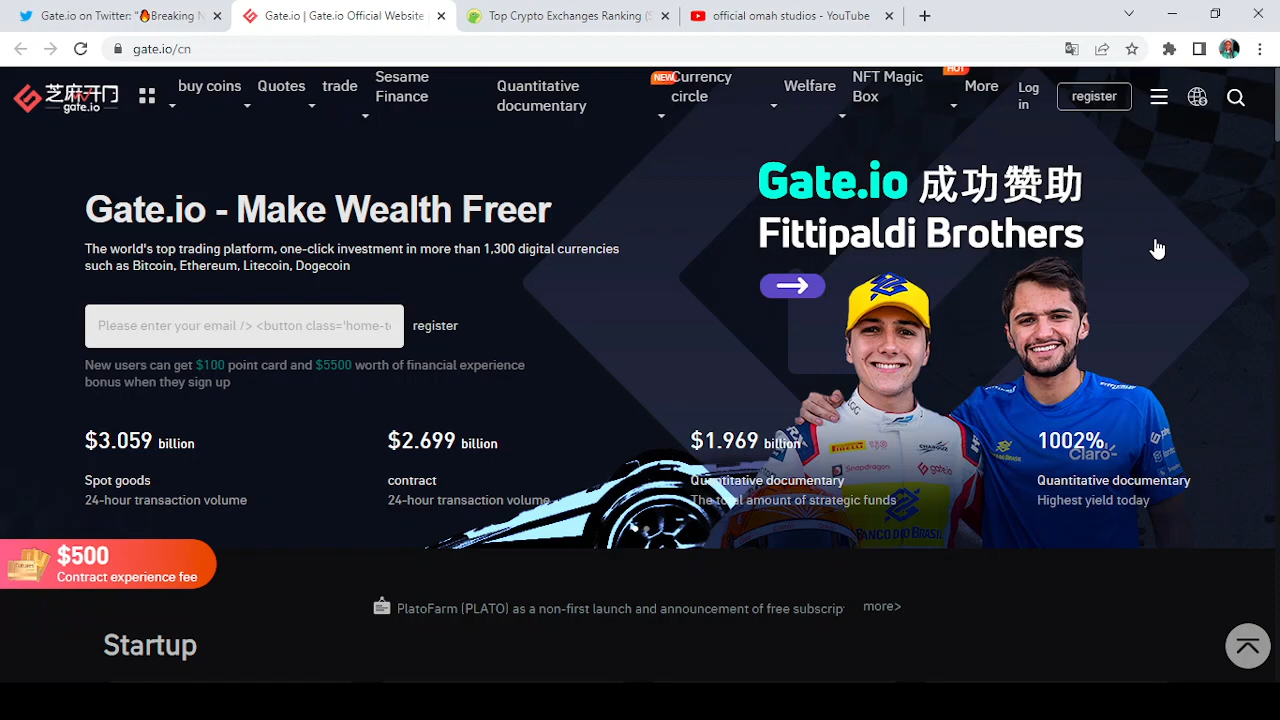 Gate.io on Twitter: "🔥Breaking N
Gate.io | Gate.io Official Website
Top Crypto Exchanges Ranking (S
official omah studios - YouTube
gate.io/cn
芝麻开门
gate.io
buy coins
Quotes
trade
Sesame
Finance
Quantitative
documentary
NEW
Currency
circle
Welfare
NFT Magic
Box
HOT
More
Log
in
register
Gate.io - Make Wealth Freer
The world's top trading platform, one-click investment in more than 1,300 digital currencies
such as Bitcoin, Ethereum, Litecoin, Dogecoin
Please enter your email /> <button class='home-t
register
New users can get $100 point card and $5500 worth of financial experience
bonus when they sign up
Gate.io 成功赞助
Fittipaldi Brothers
$3.059 billion
Spot goods
24-hour transaction volume
$2.699 billion
contract
24-hour transaction volume
$1.969 billion
Quantitative documentary
The total amount of strategic funds
1002%
Quantitative documentary
Highest yield today
Snapdragon
gate.io
Claro
BANCO DO BRASIL
$500
Contract experience fee
PlatoFarm (PLATO) as a non-first launch and announcement of free subscrip
more>
Startup